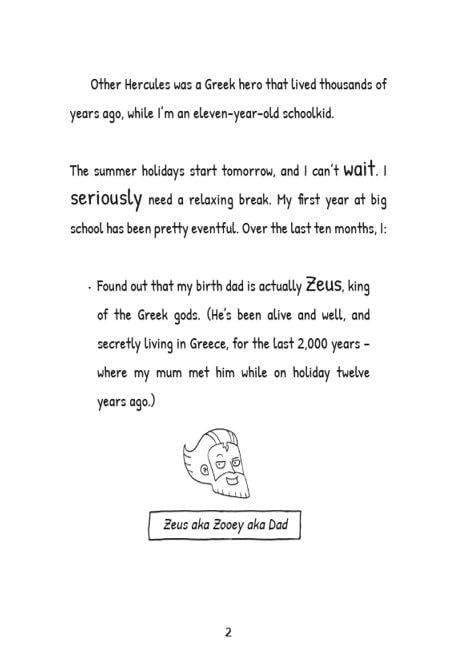 Other Hercules was a Greek hero that lived thousands of
years ago, while I'm an eleven-year-old schoolkid.
The summer holidays start tomorrow, and I can't wait. I
seriously need a relaxing break. My first year at big
school has been pretty eventful. Over the last ten months, I:
· Found out that my birth dad is actually Zeus, king
of the Greek gods. (He's been alive and well, and
secretly living in Greece, for the last 2,000 years –
where my mum met him while on holiday twelve
years ago.)
Zeus aka Zooey aka Dad
2